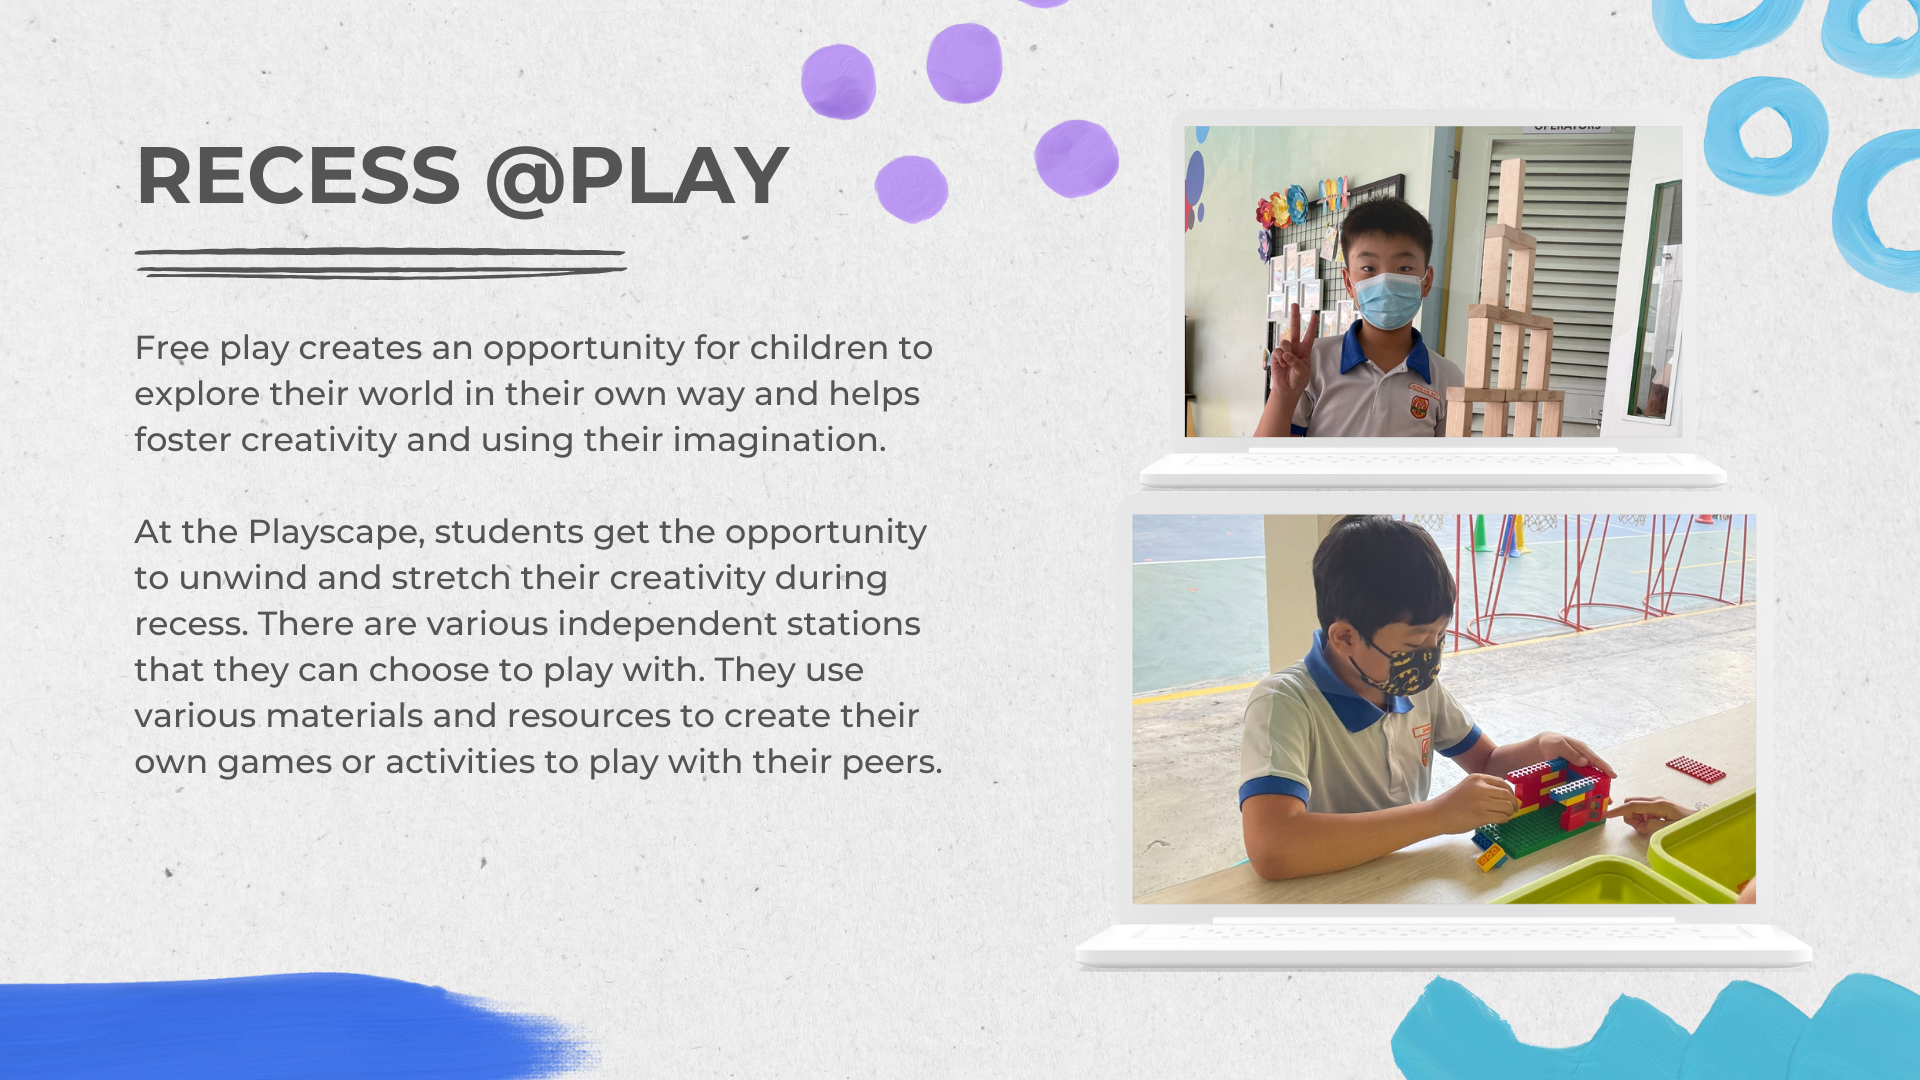 RECESS @PLAY
Free play creates an opportunity for children to
explore their world in their own way and helps
foster creativity and using their imagination.
At the Playscape, students get the opportunity
to unwind and stretch their creativity during
recess. There are various independent stations
that they can choose to play with. They use
various materials and resources to create their
own games or activities to play with their peers.
OPERATORS